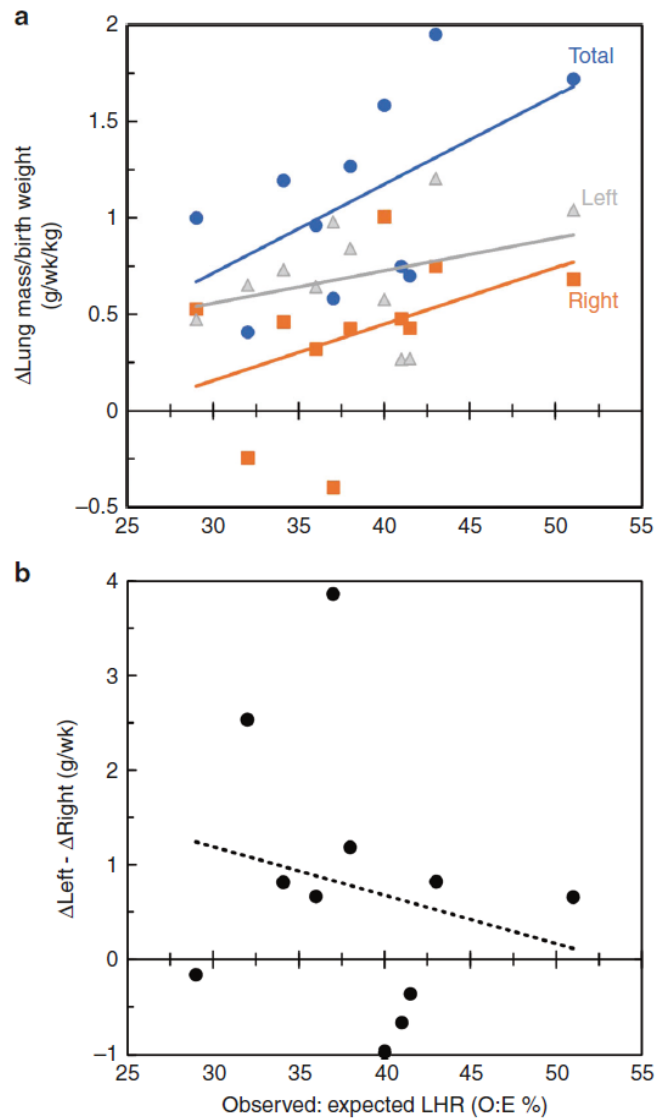 a
2
1.5
1
0.5
0
−0.5
ΔLung mass/birth weight
(g/wk/kg)
Total
Left
Right
25 30 35 40 45 50 55
b
4
3
2
1
0
−1
ΔLeft - ΔRight (g/wk)
25 30 35 40 45 50 55
Observed: expected LHR (O:E %)